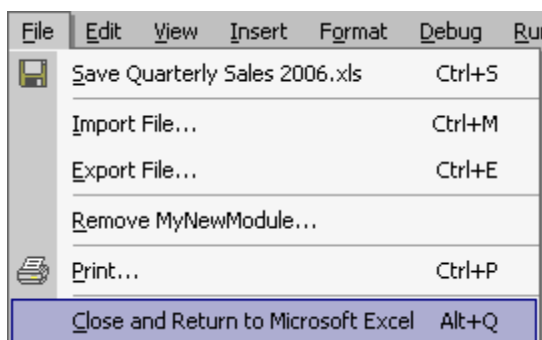 File Edit View Insert Format Debug Ru
Save Quarterly Sales 2006.xls Ctrl+S
Import File... Ctrl+M
Export File... Ctrl+E
Remove MyNewModule...
Print... Ctrl+P
Close and Return to Microsoft Excel Alt+Q